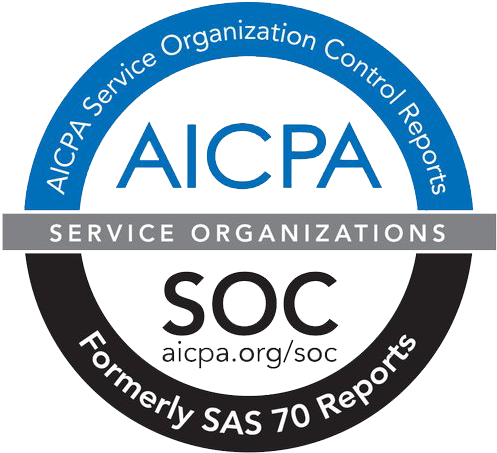 AICPA Service Organization Control Reports
AICPA
SERVICE ORGANIZATIONS
SOC
aicpa.org/soc
Formerly SAS 70 Reports